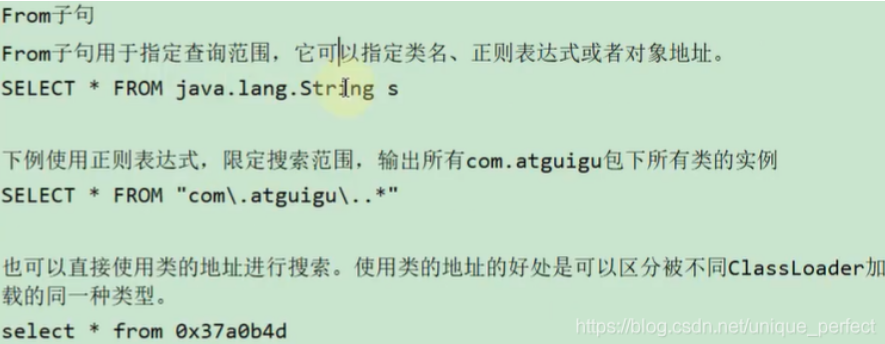 From子句
From子句用于指定查询范围，它可以指定类名、正则表达式或者对象地址。
SELECT * FROM java.lang.String s
下例使用正则表达式，限定搜索范围，输出所有com.atguigu包下所有类的实例
SELECT * FROM "com\.atguigu\..*"
也可以直接使用类的地址进行搜索。使用类的地址的好处是可以区分被不同ClassLoader加
载的同一种类型。
select * from 0x37a0b4d
https://blog.csdn.net/unique_perfect